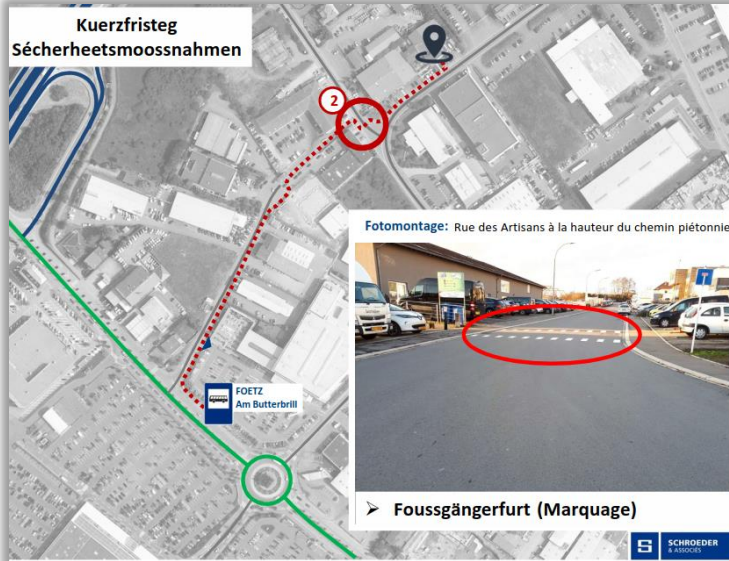 Kuerzfristeg
Sécherheetsmoossnahmen
2
FOETZ
Am Butterbrill
Fotomontage: Rue des Artisans à la hauteur du chemin piétonnie
➢ Foussgängerfurt (Marquage)
S SCHROEDER
& ASSOCIÉS